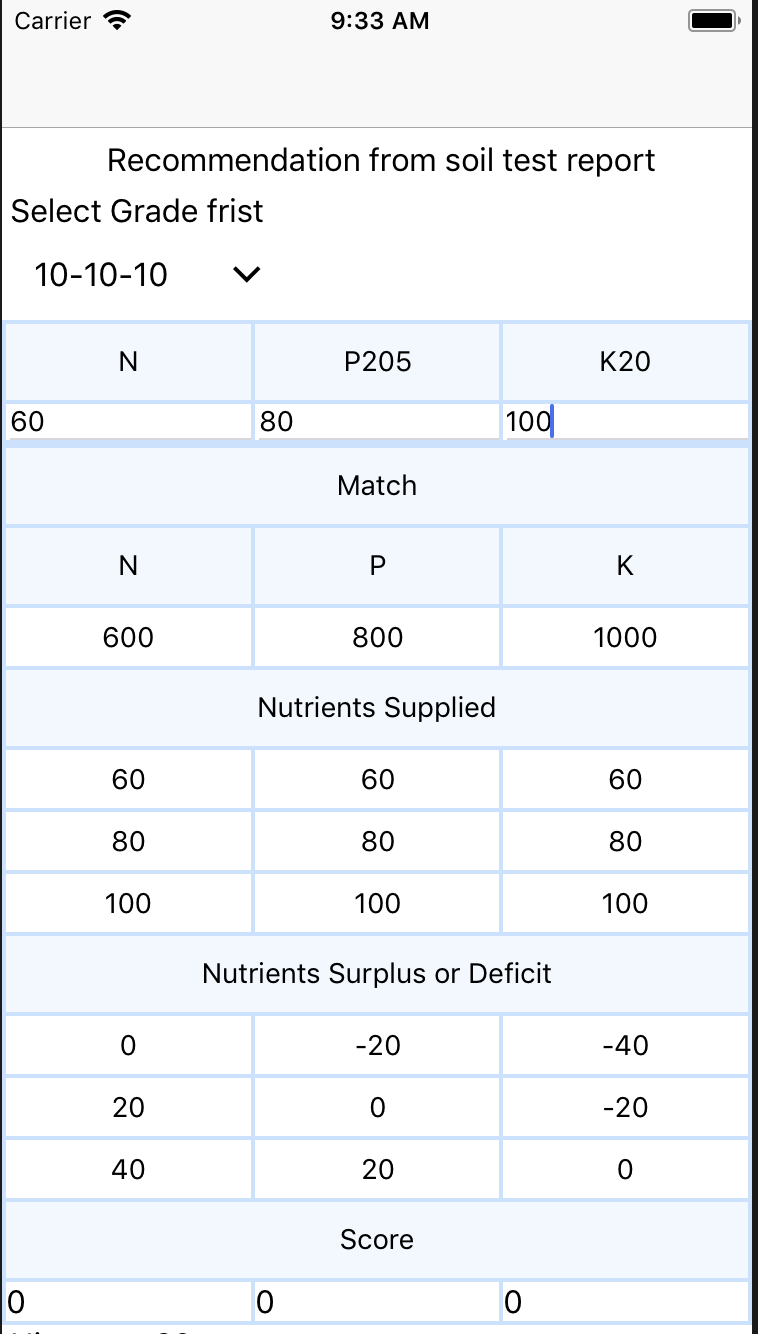 Carrier 9:33 AM
Recommendation from soil test report
Select Grade frist
10-10-10
N P205 K20
60 80 100
Match
N P K
600 800 1000
Nutrients Supplied
60 60 60
80 80 80
100 100 100
Nutrients Surplus or Deficit
0 -20 -40
20 0 -20
40 20 0
Score
0 0 0